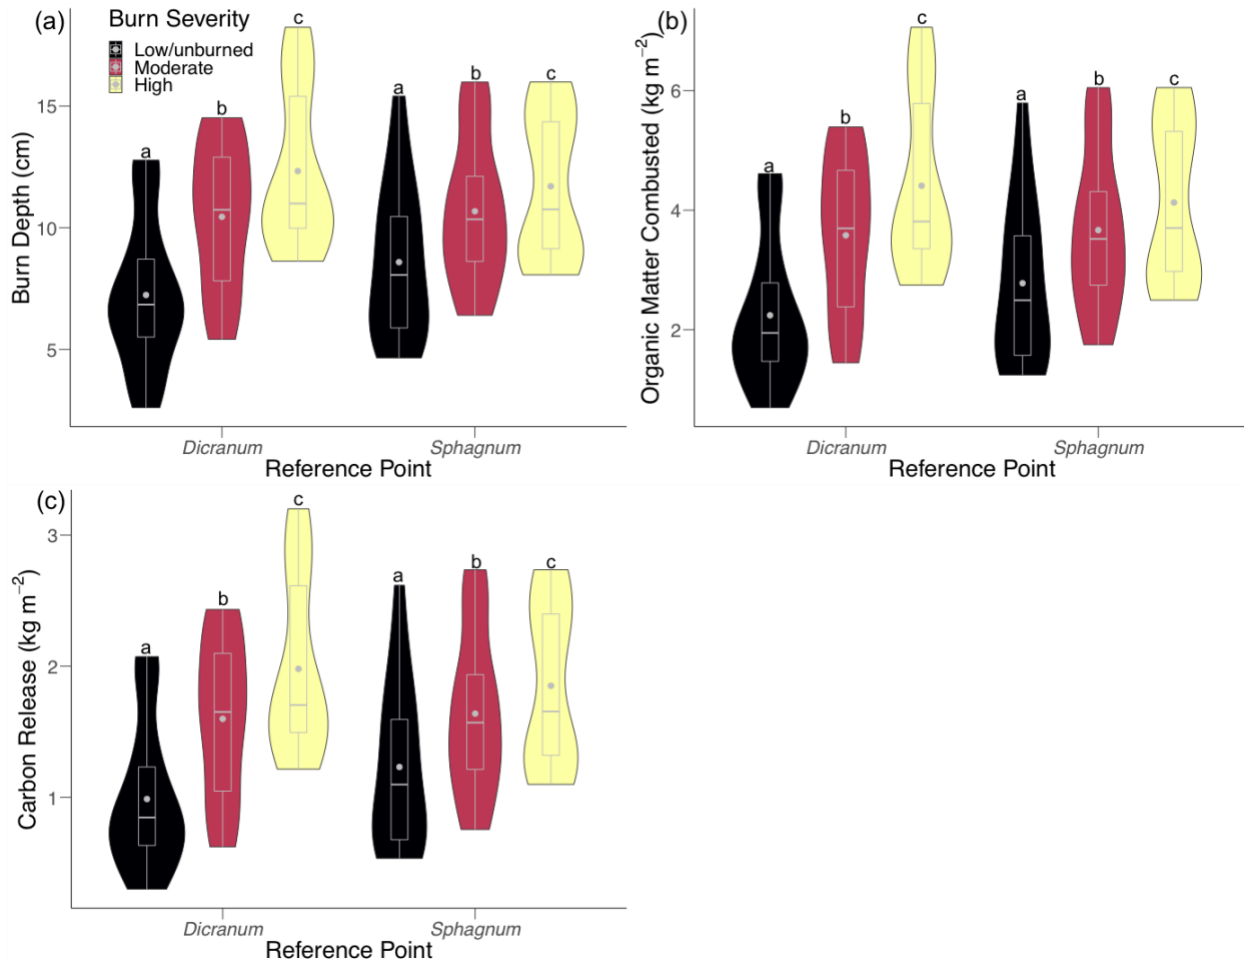 (a)
Burn Severity
Low/unburned
Moderate
High
a
b
c
a
b
c
15
10
5
Burn Depth (cm)
Dicranum
Sphagnum
Reference Point
(b)
a
b
c
a
b
c
6
4
2
Organic Matter Combusted (kg m⁻²)
Dicranum
Sphagnum
Reference Point
(c)
a
b
c
a
b
c
3
2
1
Carbon Release (kg m⁻²)
Dicranum
Sphagnum
Reference Point